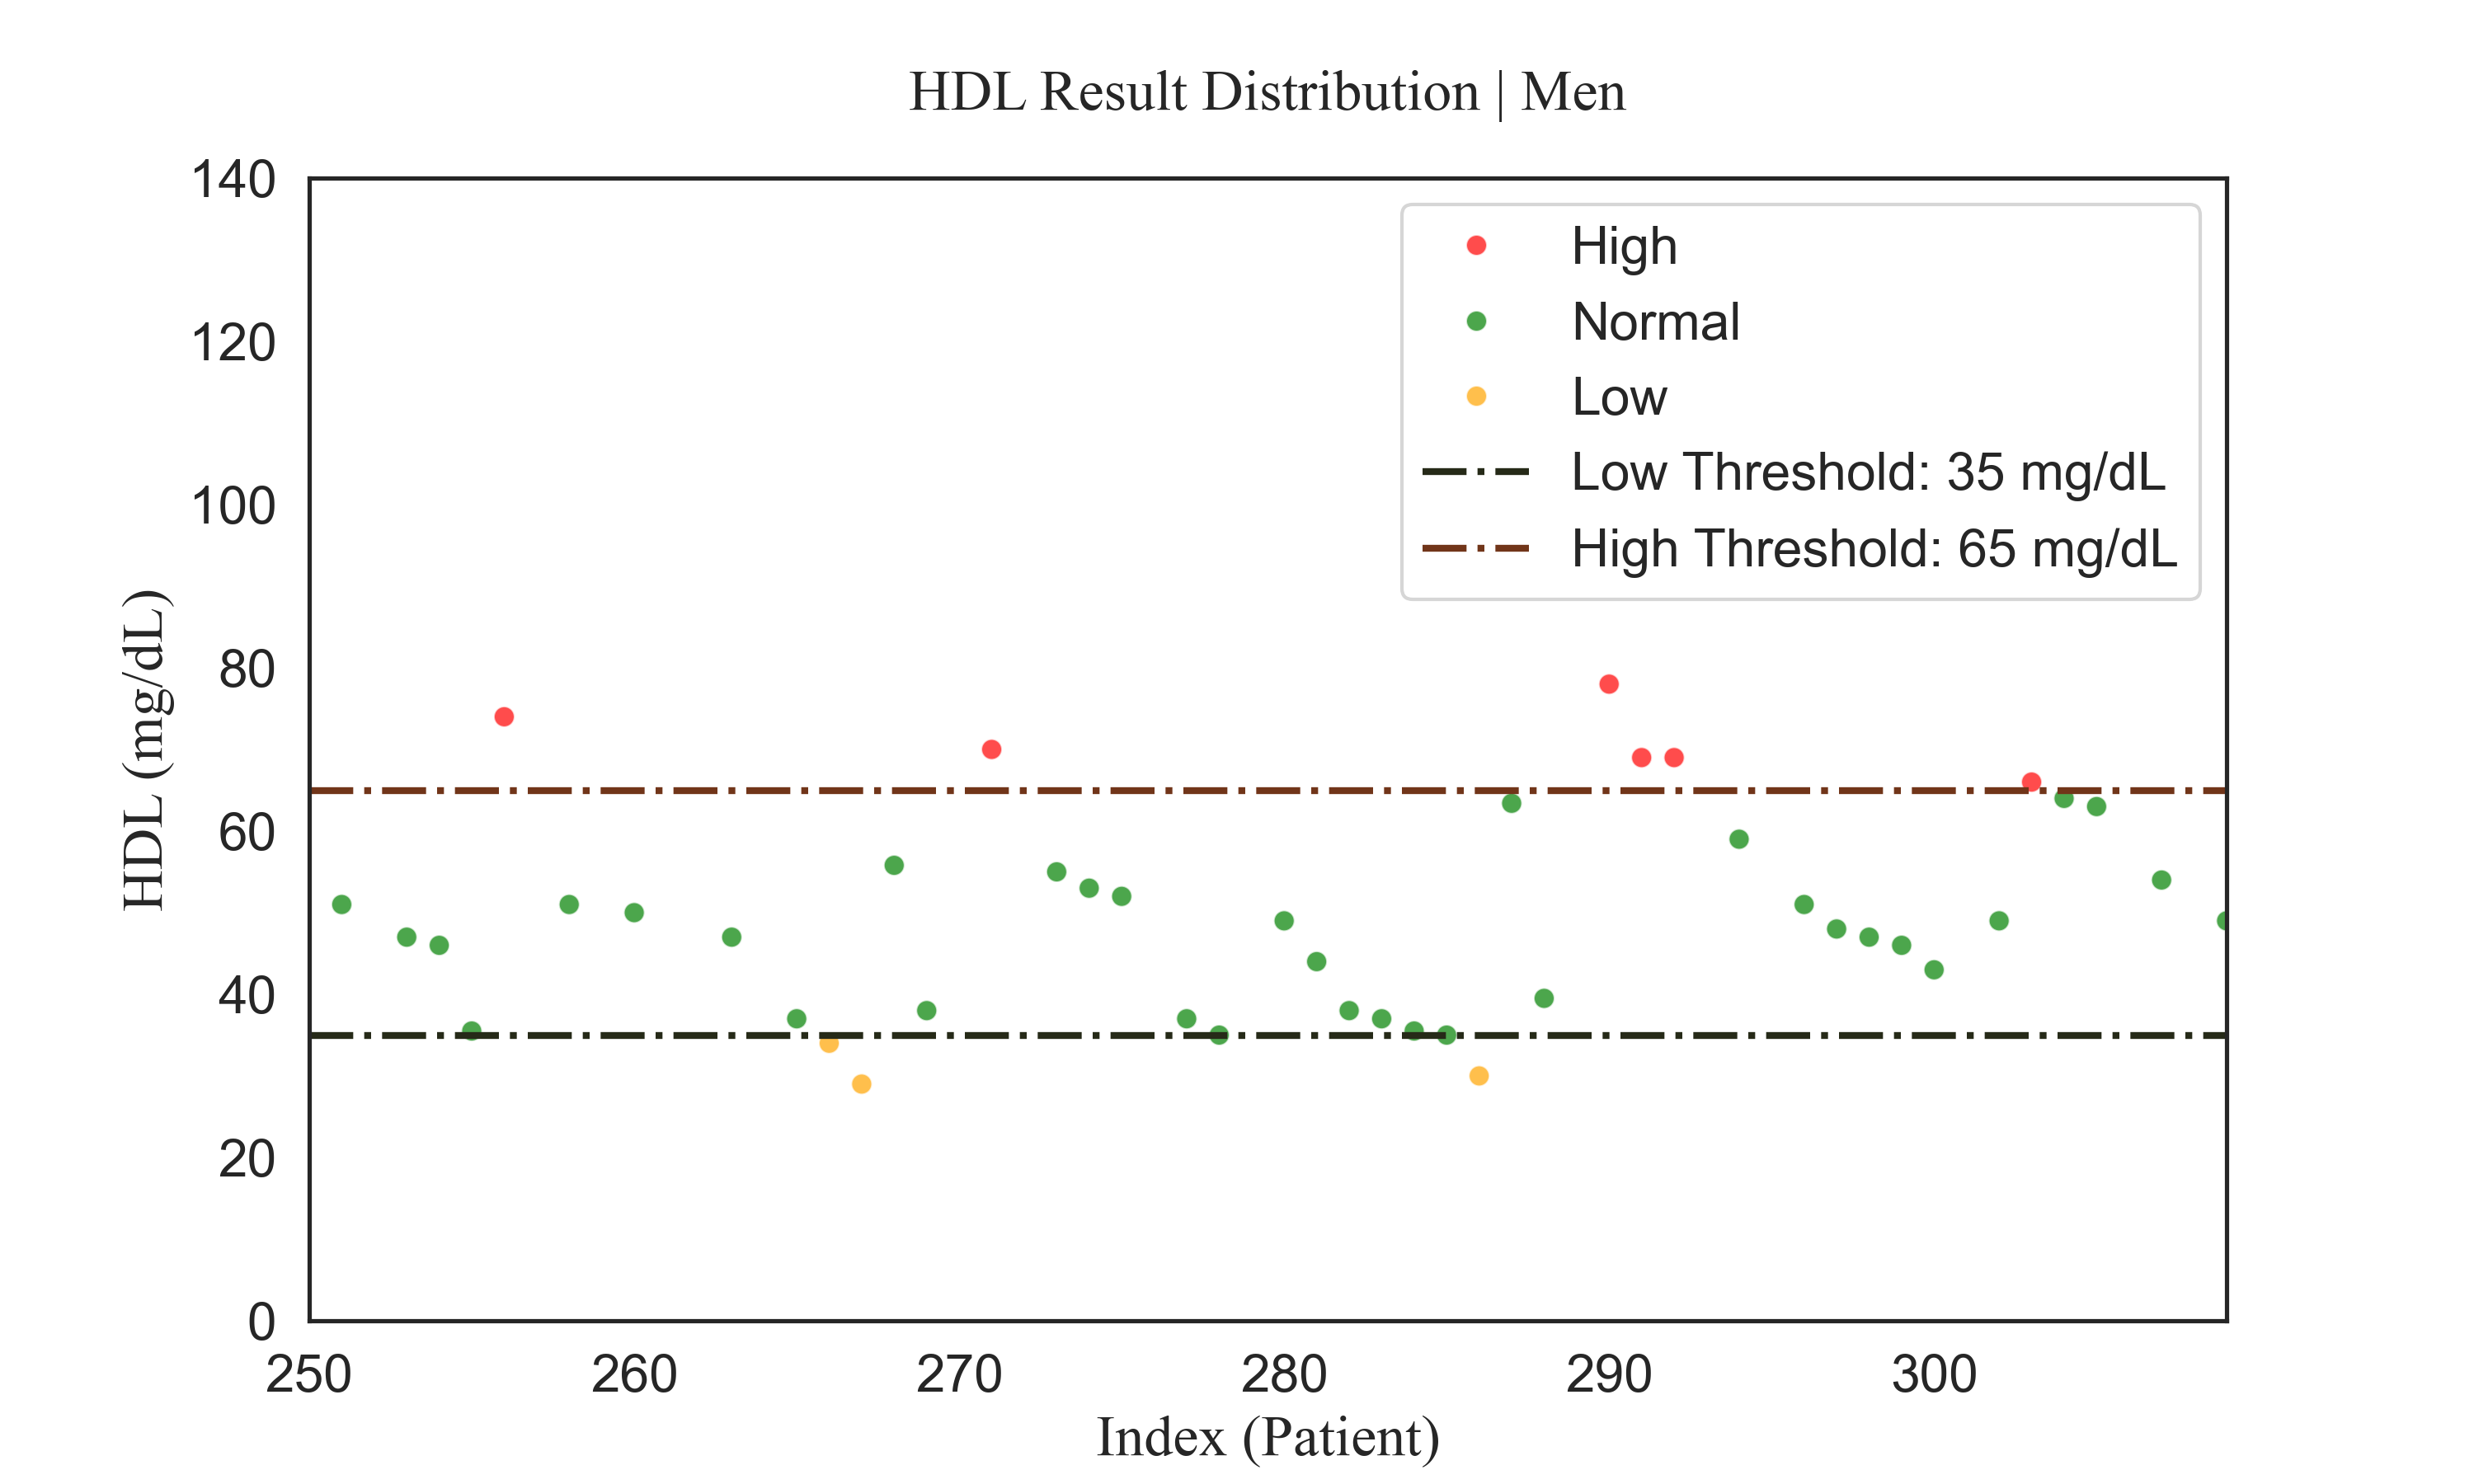 HDL Result Distribution | Men
140
120
100
80
60
40
20
0
HDL (mg/dL)
High
Normal
Low
Low Threshold: 35 mg/dL
High Threshold: 65 mg/dL
250 260 270 280 290 300
Index (Patient)